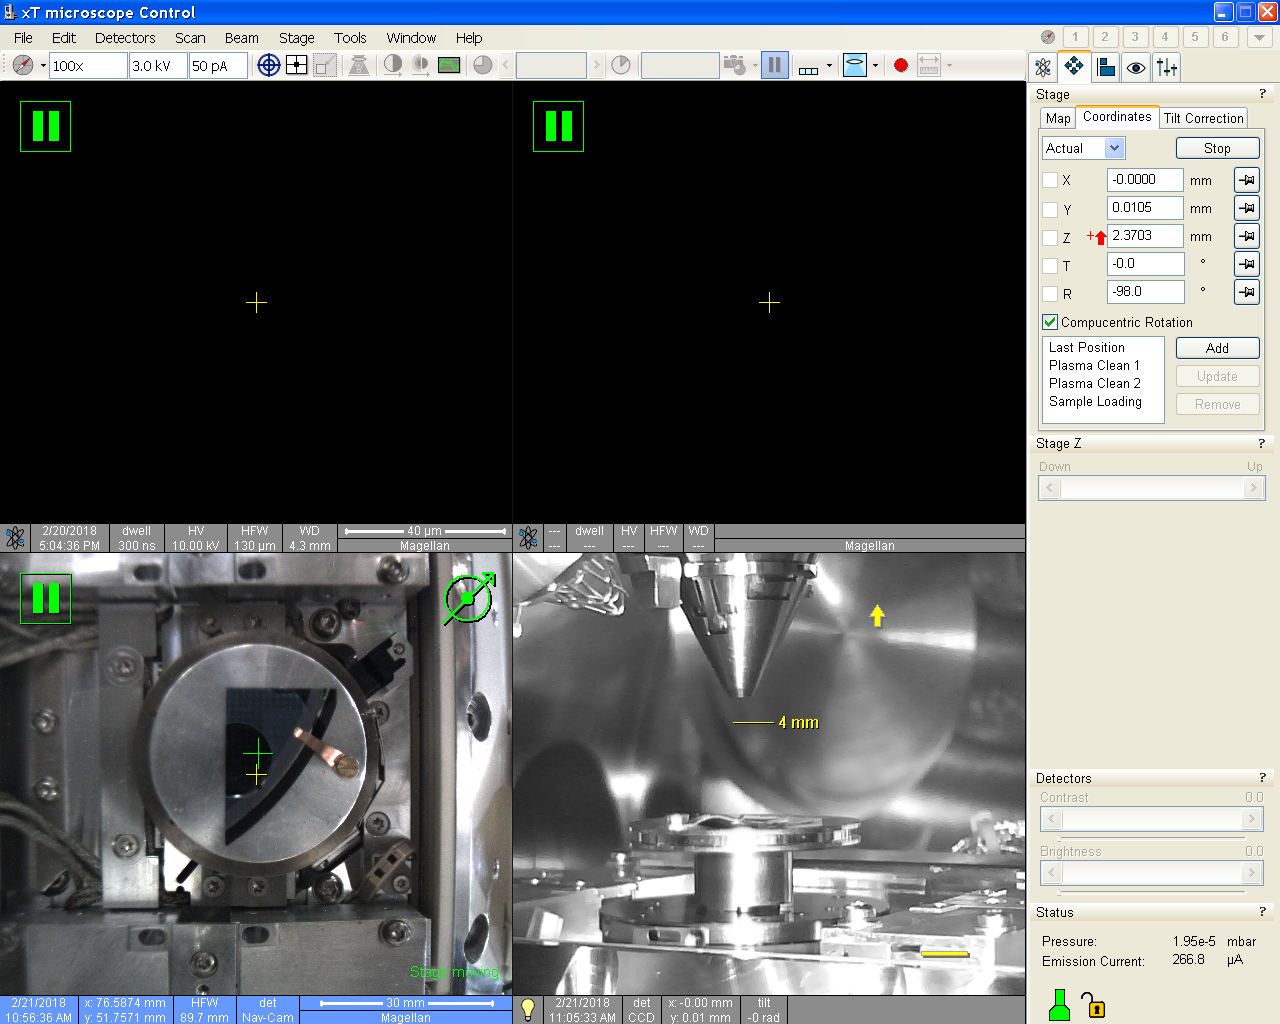 xT microscope Control
File Edit Detectors Scan Beam Stage Tools Window Help
1 2 3 4 5 6
100x 3.0 kV 50 pA
Stage ?
Map Coordinates Tilt Correction
Actual Stop
X -0.0000 mm
Y 0.0105 mm
Z + 2.3703 mm
T -0.0 °
R -98.0 °
Compucentric Rotation
Last Position
Plasma Clean 1
Plasma Clean 2
Sample Loading
Add
Update
Remove
Stage Z ?
Down Up
2/20/2018 dwell HV HFW WD 40 µm
5:04:36 PM 300 ns 10.00 kV 130 µm 4.3 mm Magellan
--- dwell HV HFW WD
--- --- --- --- --- Magellan
4 mm
Stage moving
Detectors ?
Contrast 0.0
Brightness 0.0
Status ?
Pressure: 1.95e-5 mbar
Emission Current: 266.8 µA
2/21/2018 x: 76.5874 mm HFW det 30 mm
10:56:36 AM y: 51.7571 mm 89.7 mm Nav-Cam Magellan
2/21/2018 det x: -0.00 mm tilt
11:05:33 AM CCD y: 0.01 mm -0 rad Magellan